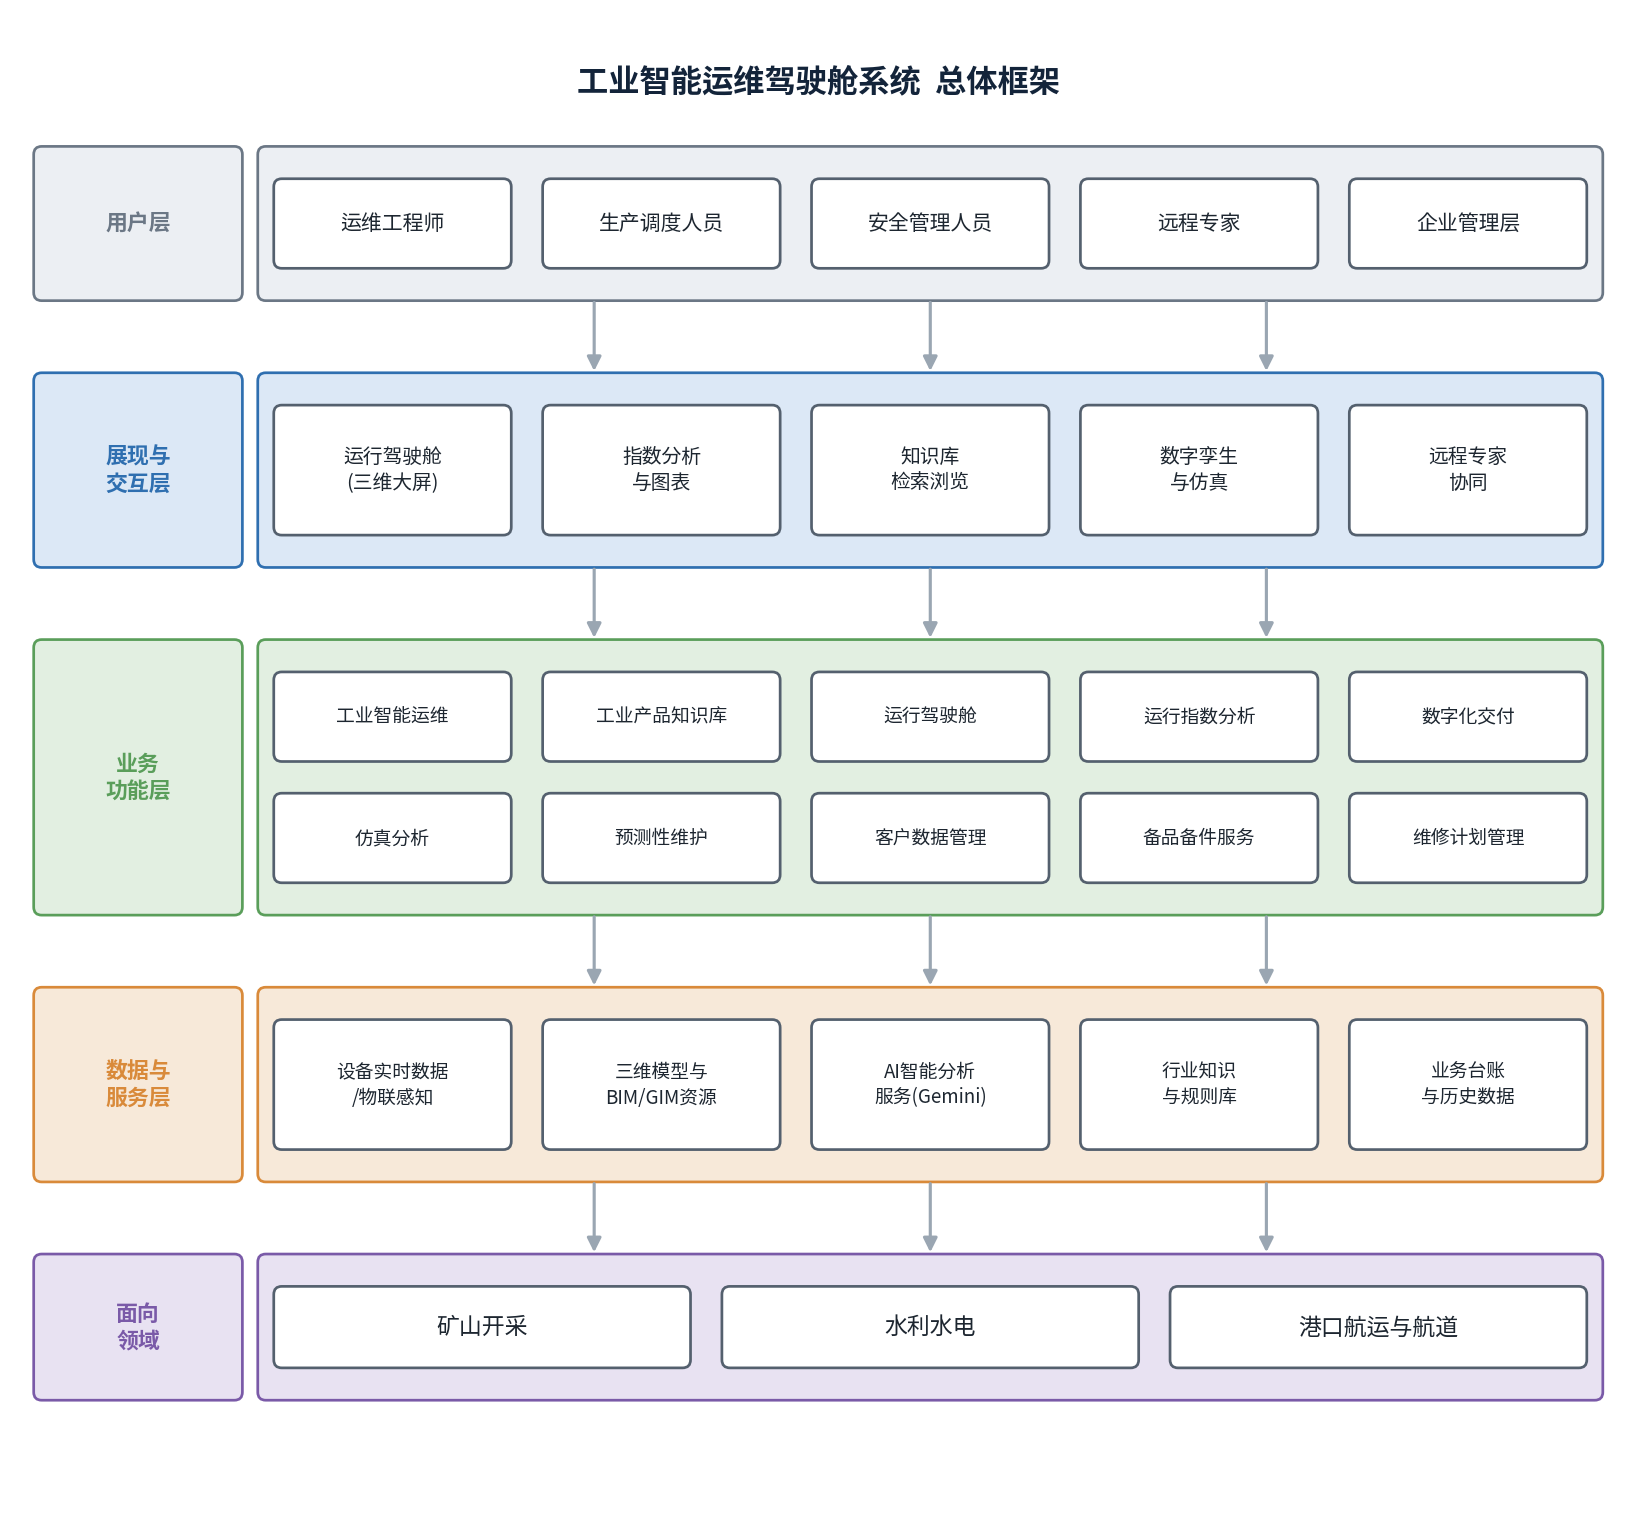 工业智能运维驾驶舱系统 总体框架
用户层
运维工程师
生产调度人员
安全管理人员
远程专家
企业管理层
展现与
交互层
运行驾驶舱
(三维大屏)
指数分析
与图表
知识库
检索浏览
数字孪生
与仿真
远程专家
协同
业务
功能层
工业智能运维
工业产品知识库
运行驾驶舱
运行指数分析
数字化交付
仿真分析
预测性维护
客户数据管理
备品备件服务
维修计划管理
数据与
服务层
设备实时数据
/物联感知
三维模型与
BIM/GIM资源
AI智能分析
服务(Gemini)
行业知识
与规则库
业务台账
与历史数据
面向
领域
矿山开采
水利水电
港口航运与航道